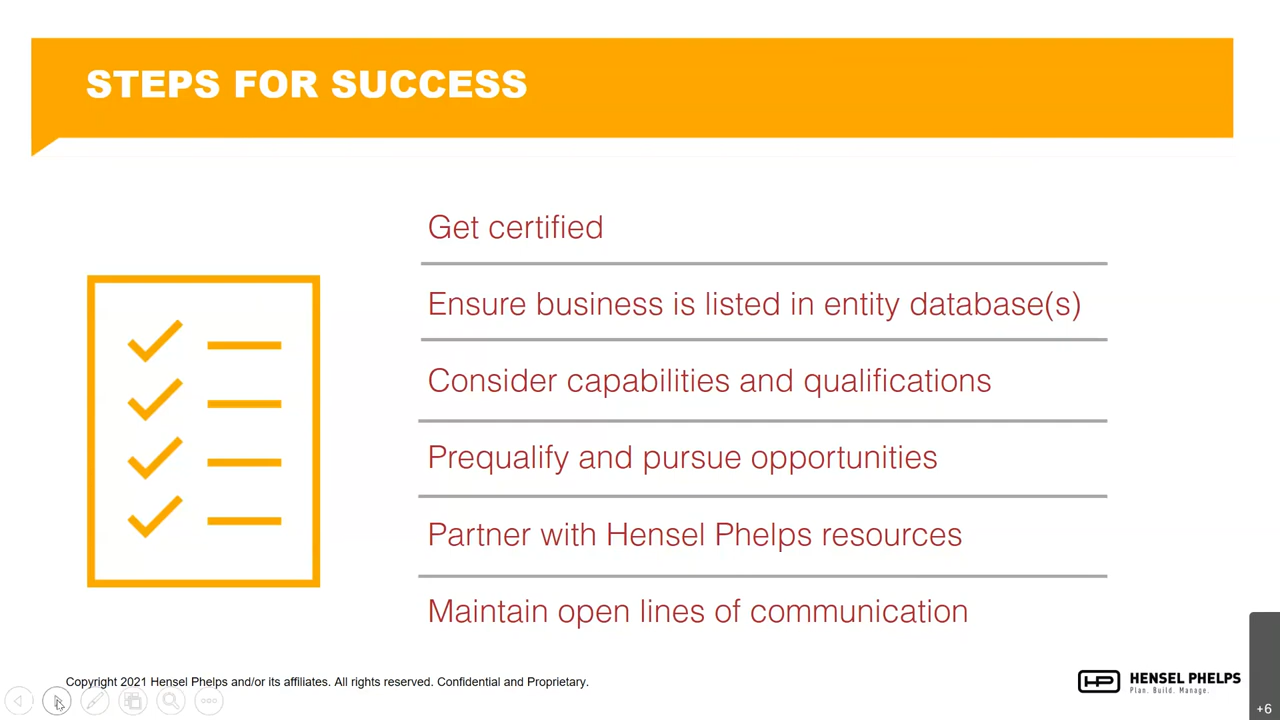 STEPS FOR SUCCESS
Get certified
Ensure business is listed in entity database(s)
Consider capabilities and qualifications
Prequalify and pursue opportunities
Partner with Hensel Phelps resources
Maintain open lines of communication
Copyright 2021 Hensel Phelps and/or its affiliates. All rights reserved. Confidential and Proprietary.
HP HENSEL PHELPS
Plan. Build. Manage.
+6